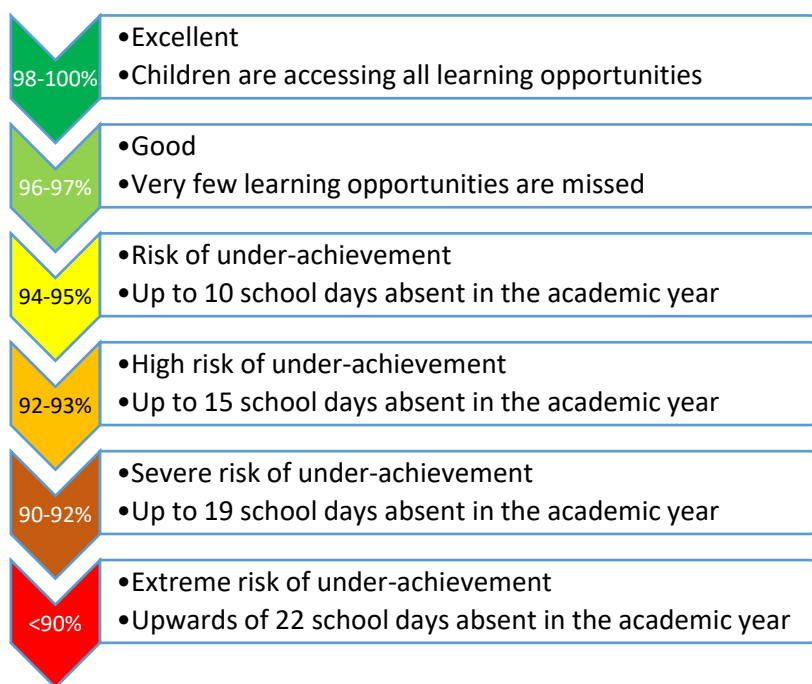 98-100%
•Excellent
•Children are accessing all learning opportunities
96-97%
•Good
•Very few learning opportunities are missed
94-95%
•Risk of under-achievement
•Up to 10 school days absent in the academic year
92-93%
•High risk of under-achievement
•Up to 15 school days absent in the academic year
90-92%
•Severe risk of under-achievement
•Up to 19 school days absent in the academic year
<90%
•Extreme risk of under-achievement
•Upwards of 22 school days absent in the academic year